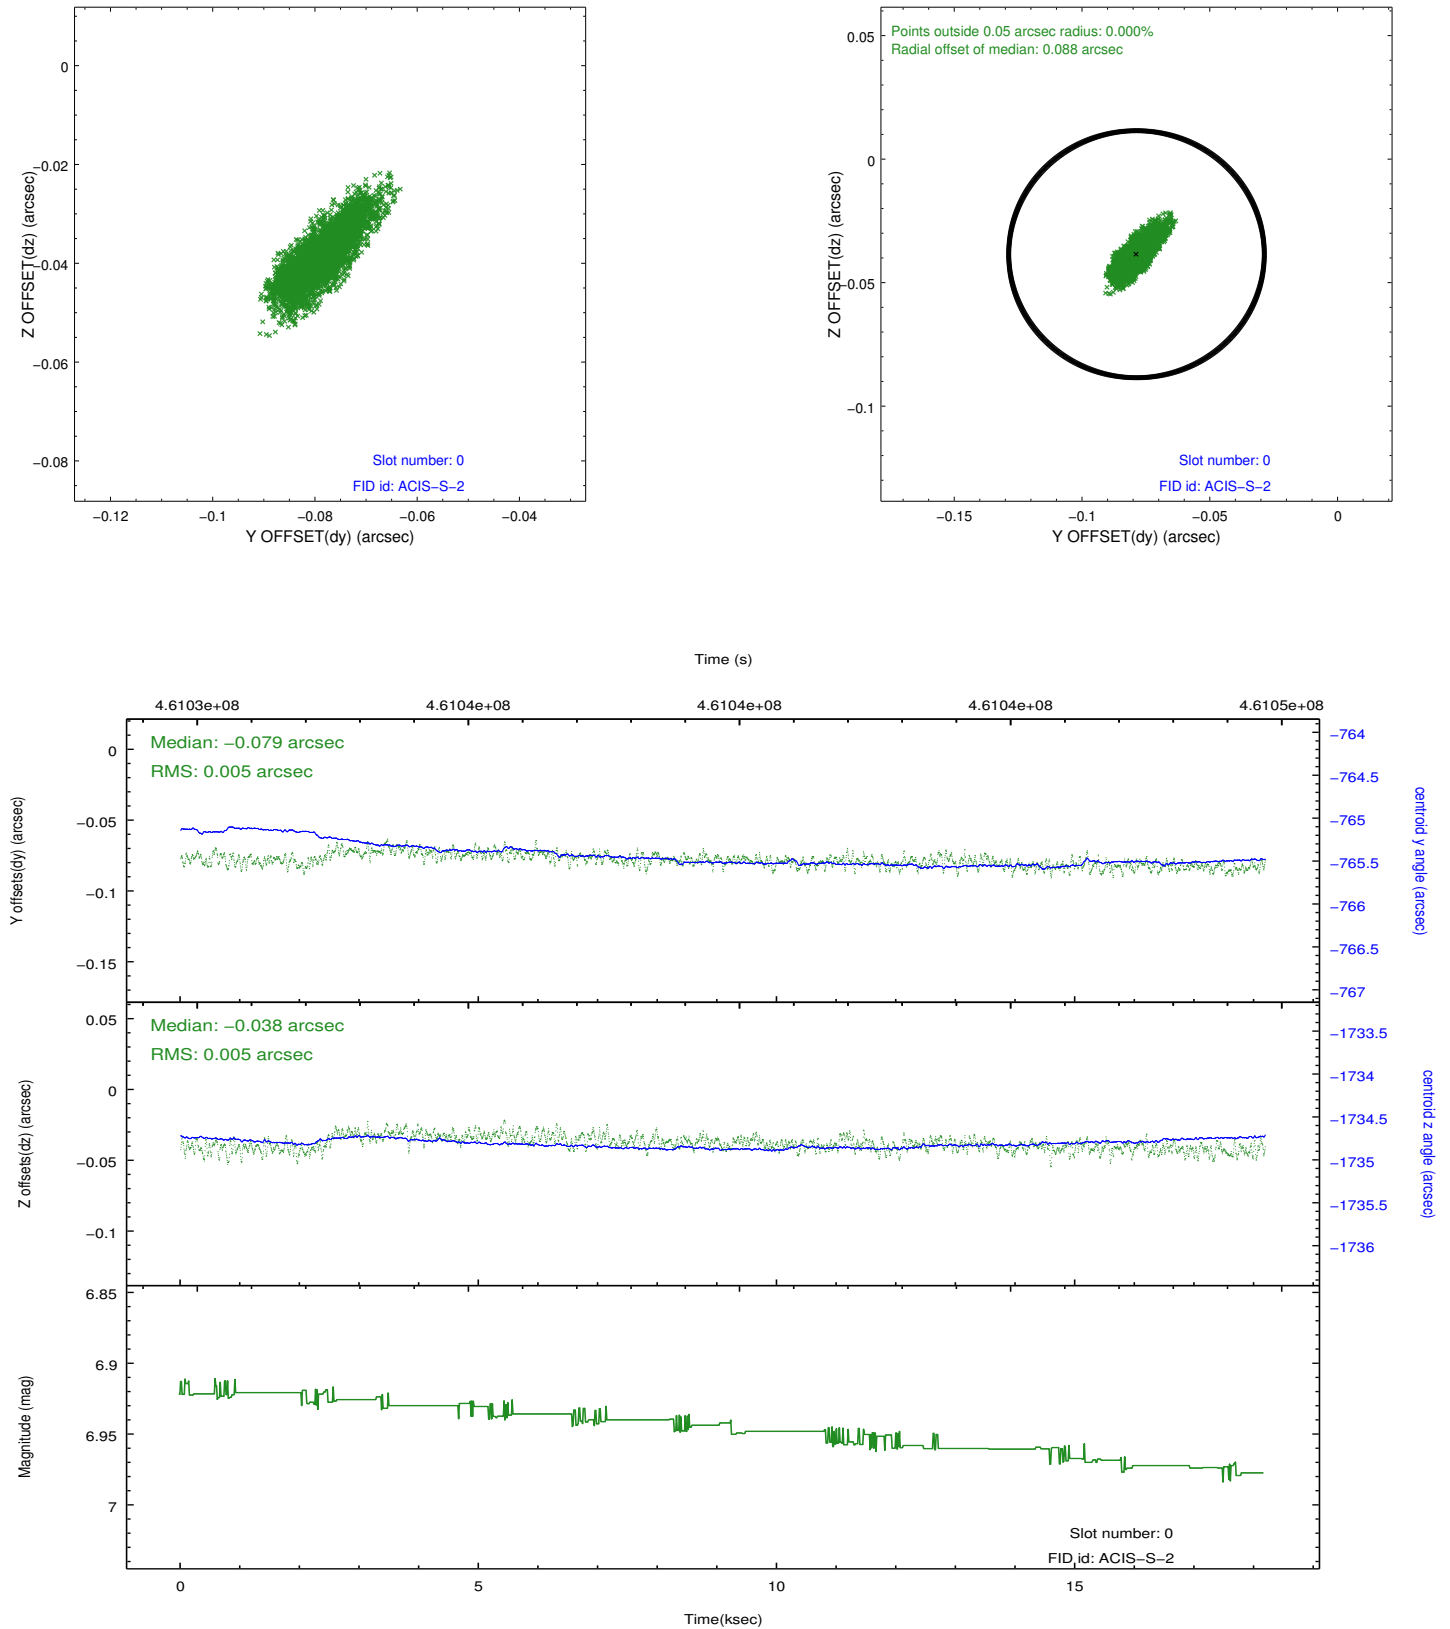 0
−0.02
−0.04
−0.06
−0.08
Z OFFSET(dz) (arcsec)
Slot number: 0
FID id: ACIS−S−2
−0.12
−0.1
−0.08
−0.06
−0.04
Y OFFSET(dy) (arcsec)
Points outside 0.05 arcsec radius: 0.000%
Radial offset of median: 0.088 arcsec
0.05
0
−0.05
−0.1
Z OFFSET(dz) (arcsec)
Slot number: 0
FID id: ACIS−S−2
−0.15
−0.1
−0.05
0
Y OFFSET(dy) (arcsec)
Time (s)
4.6103e+08
4.6104e+08
4.6104e+08
4.6104e+08
4.6105e+08
Median: −0.079 arcsec
RMS: 0.005 arcsec
0
−0.05
−0.1
−0.15
Y offsets(dy) (arcsec)
−764
−764.5
−765
−765.5
−766
−766.5
−767
centroid y angle (arcsec)
Median: −0.038 arcsec
RMS: 0.005 arcsec
0.05
0
−0.05
−0.1
Z offsets(dz) (arcsec)
−1733.5
−1734
−1734.5
−1735
−1735.5
−1736
centroid z angle (arcsec)
6.85
6.9
6.95
7
Magnitude (mag)
Slot number: 0
FID id: ACIS−S−2
0
5
10
15
Time(ksec)